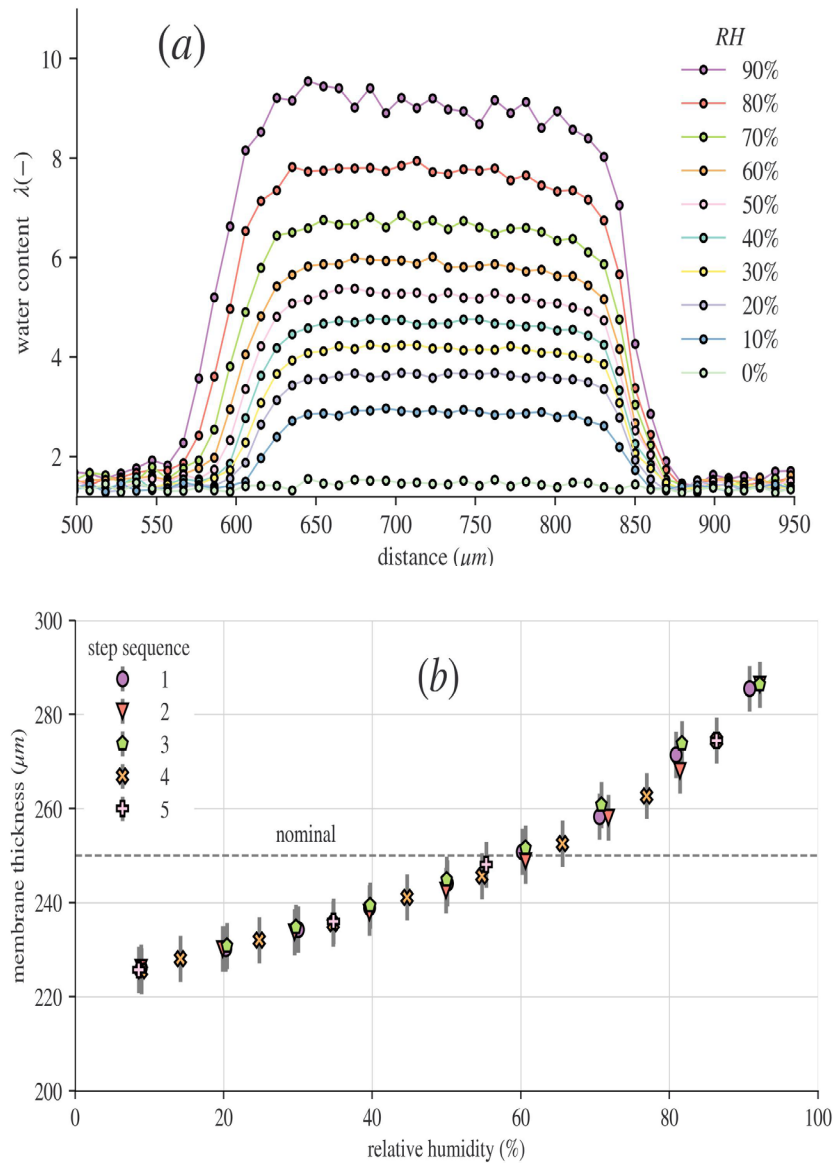 (a)
10
8
6
4
2
water content λ(−)
RH
90%
80%
70%
60%
50%
40%
30%
20%
10%
0%
500 550 600 650 700 750 800 850 900 950
distance (μm)
300
280
260
240
220
200
membrane thickness (μm)
step sequence
1
2
3
4
5
(b)
nominal
0 20 40 60 80 100
relative humidity (%)